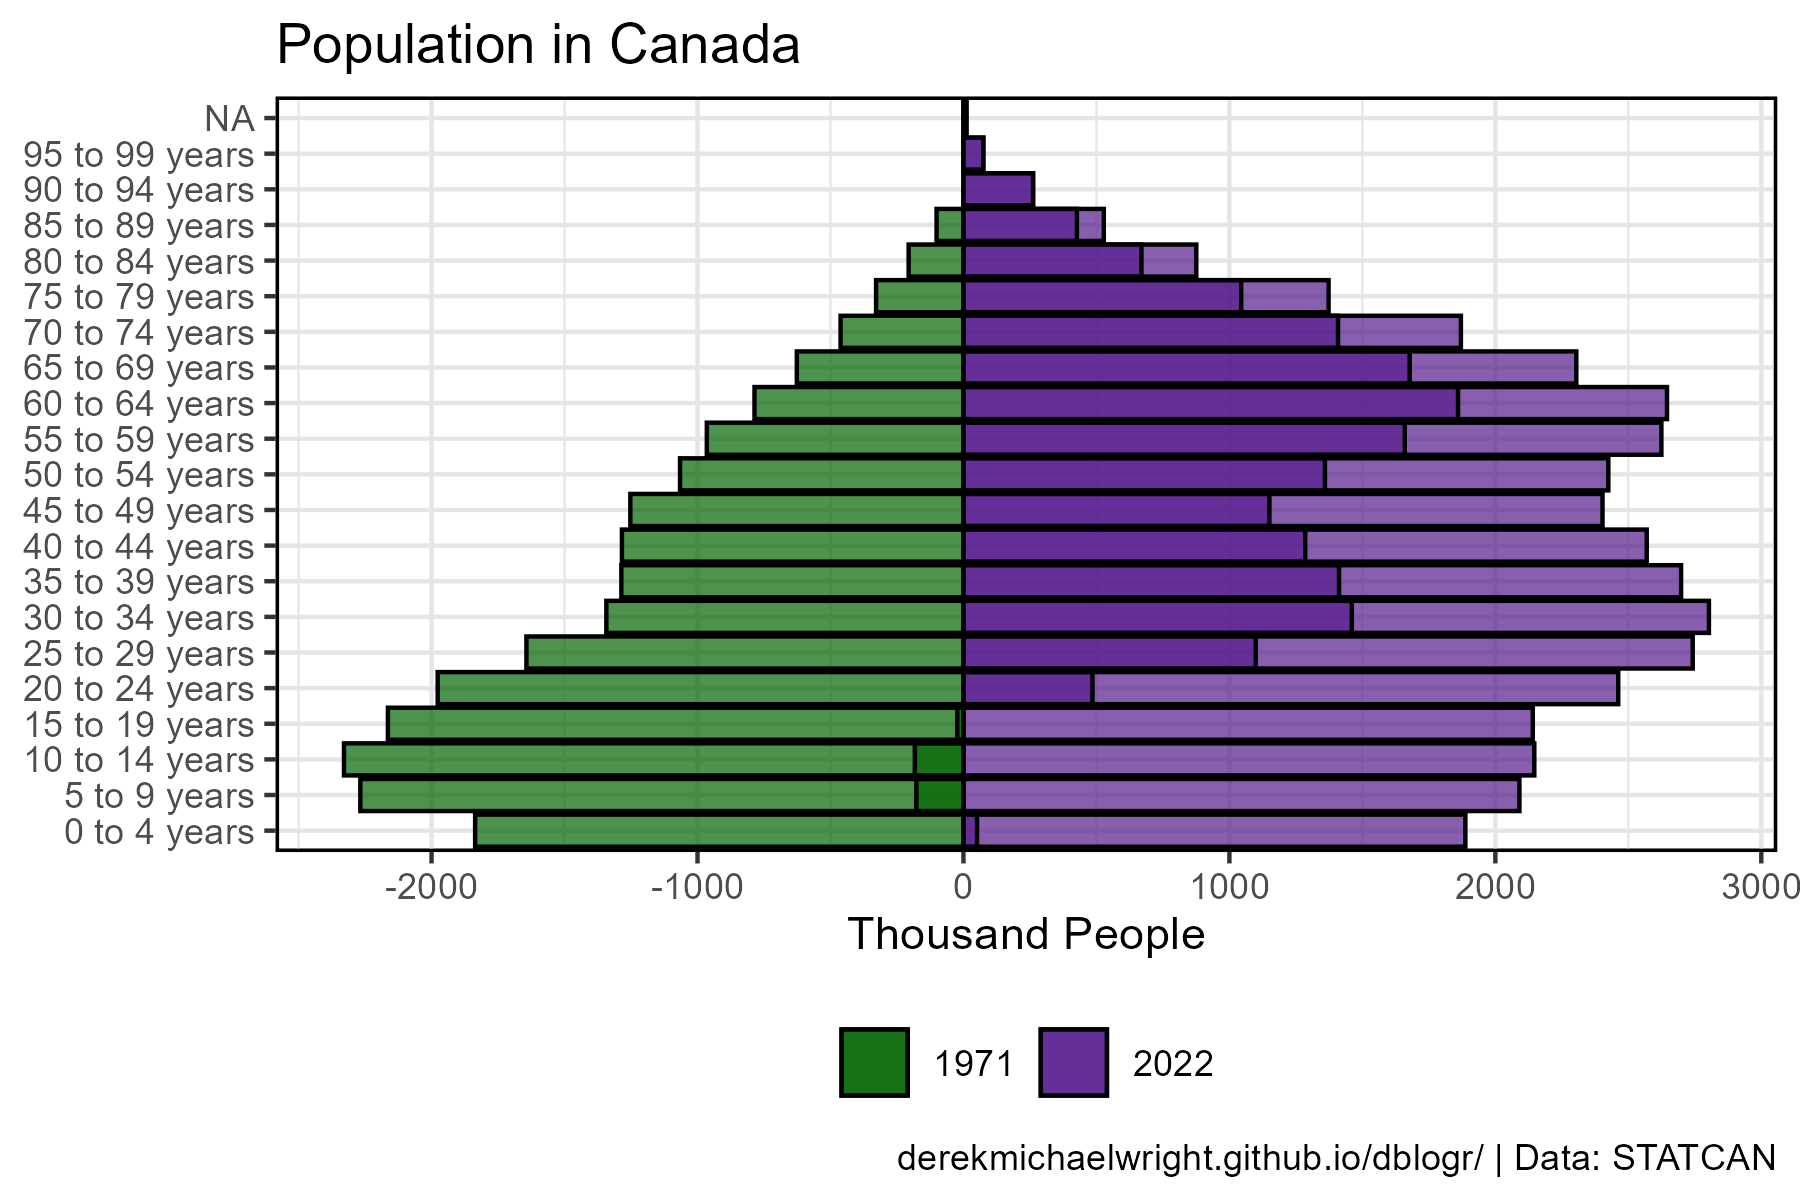 Population in Canada
NA
95 to 99 years
90 to 94 years
85 to 89 years
80 to 84 years
75 to 79 years
70 to 74 years
65 to 69 years
60 to 64 years
55 to 59 years
50 to 54 years
45 to 49 years
40 to 44 years
35 to 39 years
30 to 34 years
25 to 29 years
20 to 24 years
15 to 19 years
10 to 14 years
5 to 9 years
0 to 4 years
-2000 -1000 0 1000 2000 3000
Thousand People
1971 2022
derekmichaelwright.github.io/dblogr/ | Data: STATCAN